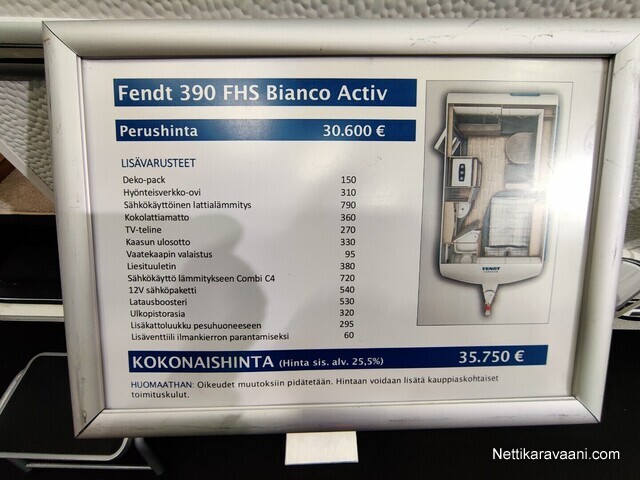 Fendt 390 FHS Bianco Activ
Perushinta 30.600 €
LISÄVARUSTEET
Deko-pack 150
Hyönteisverkko-ovi 310
Sähkökäyttöinen lattialämmitys 790
Kokolattiamatto 360
TV-teline 270
Kaasun ulosotto 330
Vaatekaapin valaistus 95
Liesituuletin 380
Sähkökäyttö lämmitykseen Combi C4 720
12V sähköpaketti 540
Latausboosteri 530
Ulkopistorasia 320
Lisäkattoluukku pesuhuoneeseen 295
Lisäventtiili ilmankierron parantamiseksi 60
KOKONAISHINTA (Hinta sis. alv. 25,5%) 35.750 €
HUOMAATHAN: Oikeudet muutoksiin pidätetään. Hintaan voidaan lisätä kauppiaskohtaiset
toimituskulut.
FENDT
Nettikaravaani.com